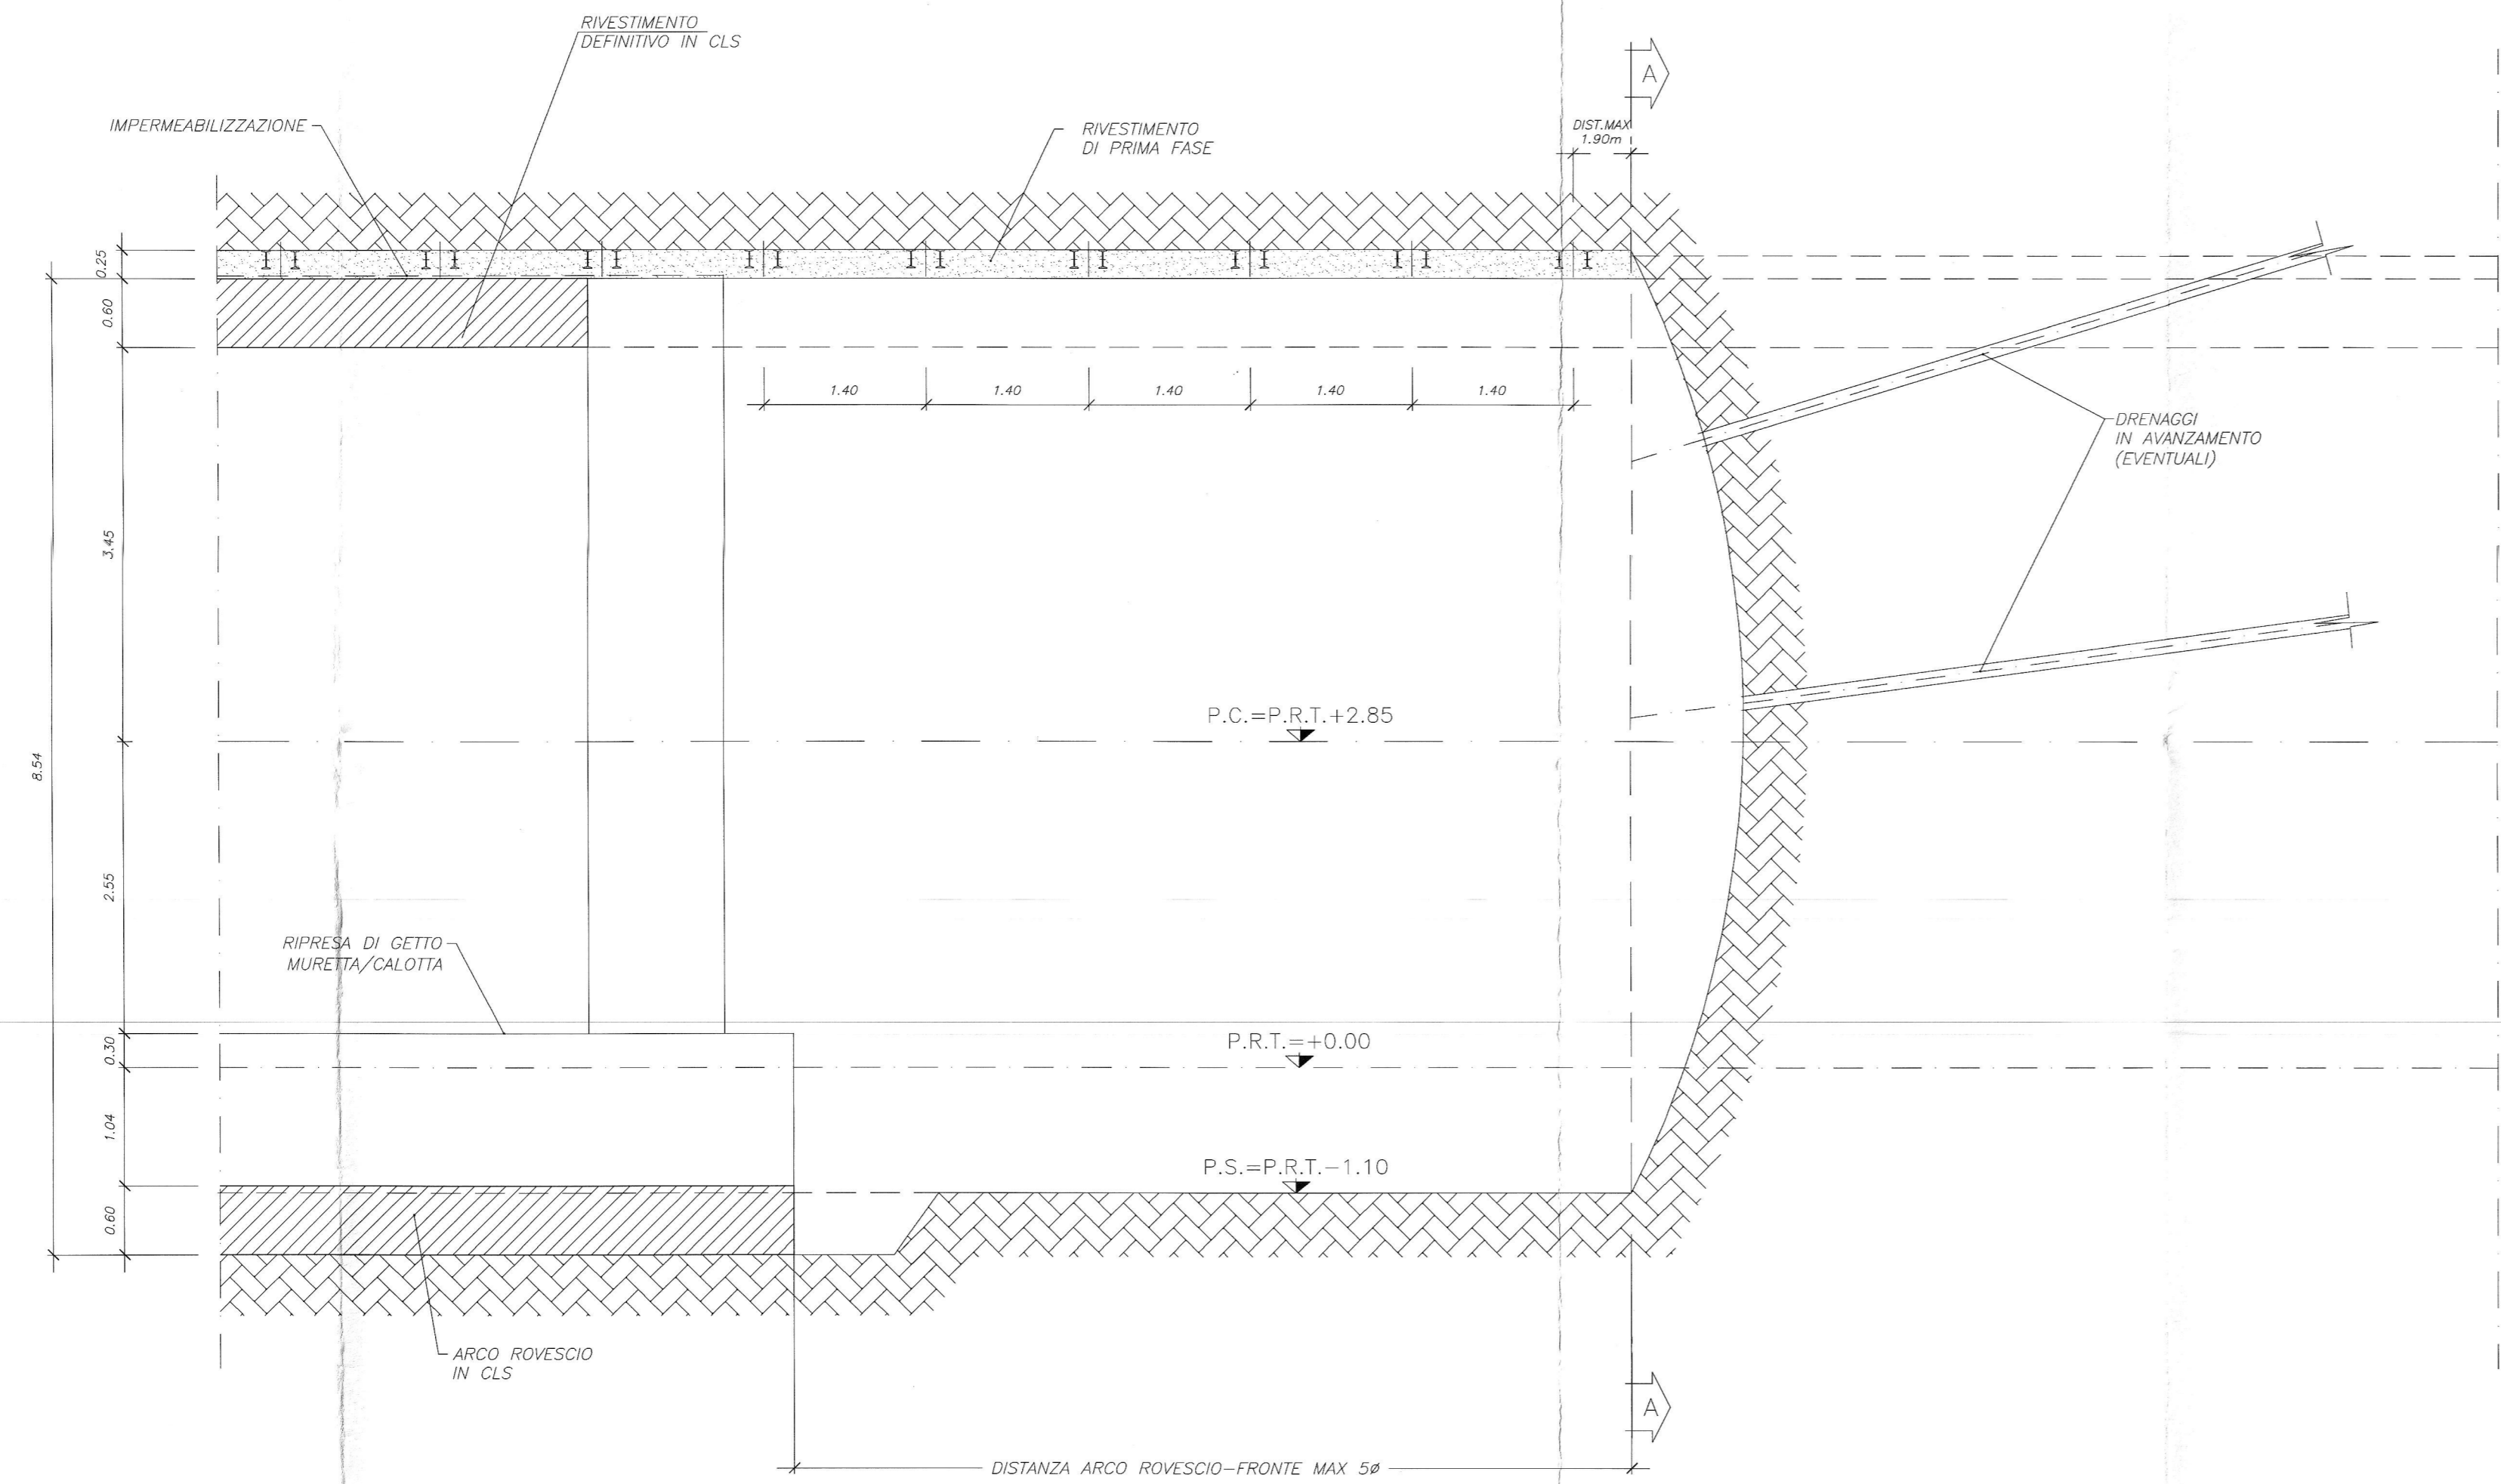 RIVESTIMENTO
DEFINITIVO IN CLS
A
IMPERMEABILIZZAZIONE
RIVESTIMENTO
DI PRIMA FASE
DIST.MAX
1.90m
0.25
0.60
1.40
1.40
1.40
1.40
1.40
DRENAGGI
IN AVANZAMENTO
(EVENTUALI)
3.45
P.C.=P.R.T.+2.85
8.54
2.55
RIPRESA DI GETTO
MURETTA/CALOTTA
0.30
P.R.T.=+0.00
1.04
P.S.=P.R.T.-1.10
0.60
ARCO ROVESCIO
IN CLS
A
DISTANZA ARCO ROVESCIO-FRONTE MAX 5ø